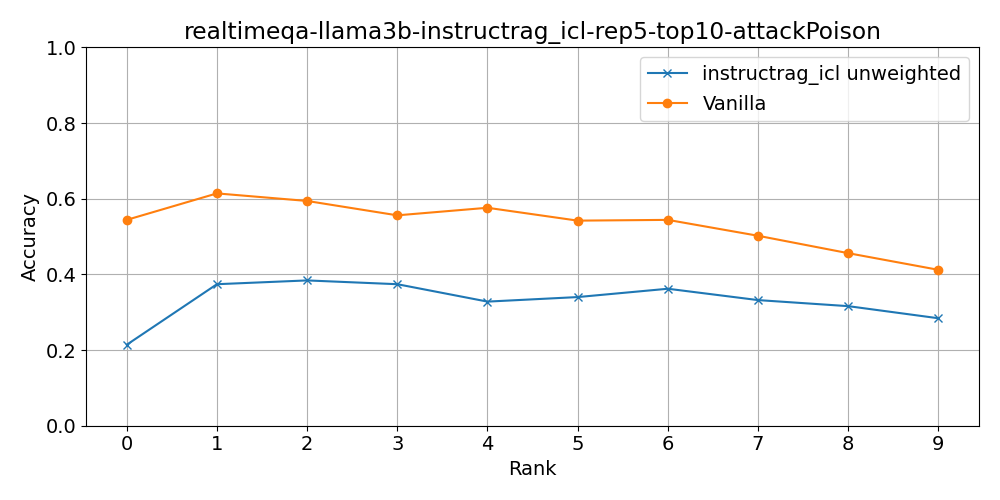 realtimeqa-llama3b-instructrag_icl-rep5-top10-attackPoison
instructrag_icl unweighted
Vanilla
Accuracy
1.0
0.8
0.6
0.4
0.2
0.0
0 1 2 3 4 5 6 7 8 9
Rank